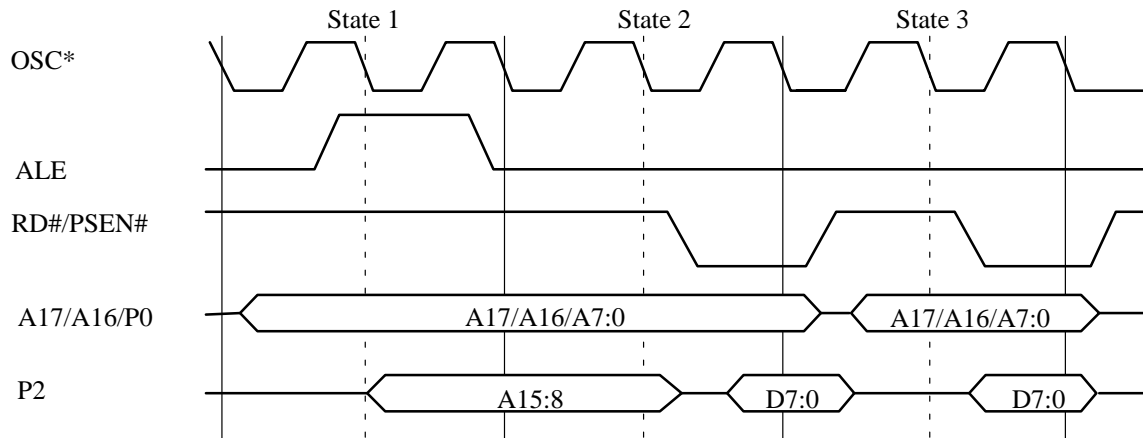 State 1 State 2 State 3
OSC*
ALE
RD#/PSEN#
A17/A16/P0 A17/A16/A7:0 A17/A16/A7:0
P2 A15:8 D7:0 D7:0